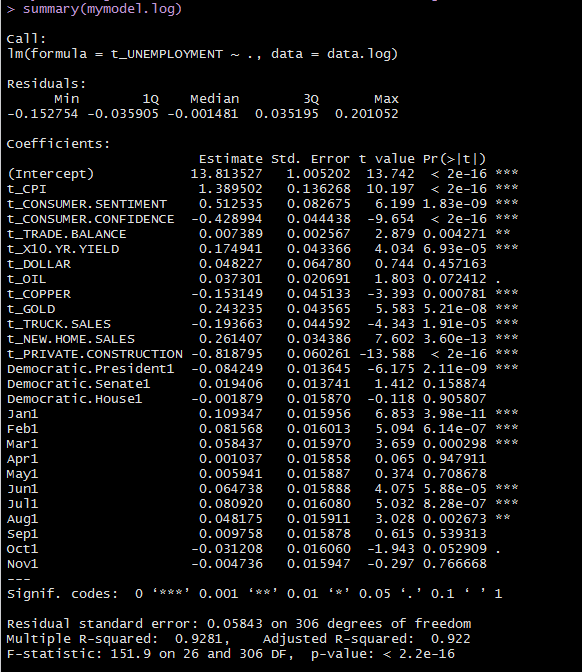 > summary(mymodel.log)
Call:
lm(formula = t_UNEMPLOYMENT ~ ., data = data.log)
Residuals:
Min 1Q Median 3Q Max
-0.152754 -0.035905 -0.001481 0.035195 0.201052
Coefficients:
Estimate Std. Error t value Pr(>|t|)
(Intercept) 13.813527 1.005202 13.742 < 2e-16 ***
t_CPI 1.389502 0.136268 10.197 < 2e-16 ***
t_CONSUMER.SENTIMENT 0.512535 0.082675 6.199 1.83e-09 ***
t_CONSUMER.CONFIDENCE -0.428994 0.044438 -9.654 < 2e-16 ***
t_TRADE.BALANCE 0.007389 0.002567 2.879 0.004271 **
t_X10.YR.YIELD 0.174941 0.043366 4.034 6.93e-05 ***
t_DOLLAR 0.048227 0.064780 0.744 0.457163
t_OIL 0.037301 0.020691 1.803 0.072412 .
t_COPPER -0.153149 0.045133 -3.393 0.000781 ***
t_GOLD 0.243235 0.043565 5.583 5.21e-08 ***
t_TRUCK.SALES -0.193663 0.044592 -4.343 1.91e-05 ***
t_NEW.HOME.SALES 0.261407 0.034386 7.602 3.60e-13 ***
t_PRIVATE.CONSTRUCTION -0.818795 0.060261 -13.588 < 2e-16 ***
Democratic.President1 -0.084249 0.013645 -6.175 2.11e-09 ***
Democratic.Senate1 0.019406 0.013741 1.412 0.158874
Democratic.House1 -0.001879 0.015870 -0.118 0.905807
Jan1 0.109347 0.015956 6.853 3.98e-11 ***
Feb1 0.081568 0.016013 5.094 6.14e-07 ***
Mar1 0.058437 0.015970 3.659 0.000298 ***
Apr1 0.001037 0.015858 0.065 0.947911
May1 0.005941 0.015887 0.374 0.708678
Jun1 0.064738 0.015888 4.075 5.88e-05 ***
Jul1 0.080920 0.016080 5.032 8.28e-07 ***
Aug1 0.048175 0.015911 3.028 0.002673 **
Sep1 0.009758 0.015878 0.615 0.539313
Oct1 -0.031208 0.016060 -1.943 0.052909 .
Nov1 -0.004736 0.015947 -0.297 0.766668
---
Signif. codes: 0 ‘***’ 0.001 ‘**’ 0.01 ‘*’ 0.05 ‘.’ 0.1 ‘ ’ 1
Residual standard error: 0.05843 on 306 degrees of freedom
Multiple R-squared: 0.9281, Adjusted R-squared: 0.922
F-statistic: 151.9 on 26 and 306 DF, p-value: < 2.2e-16